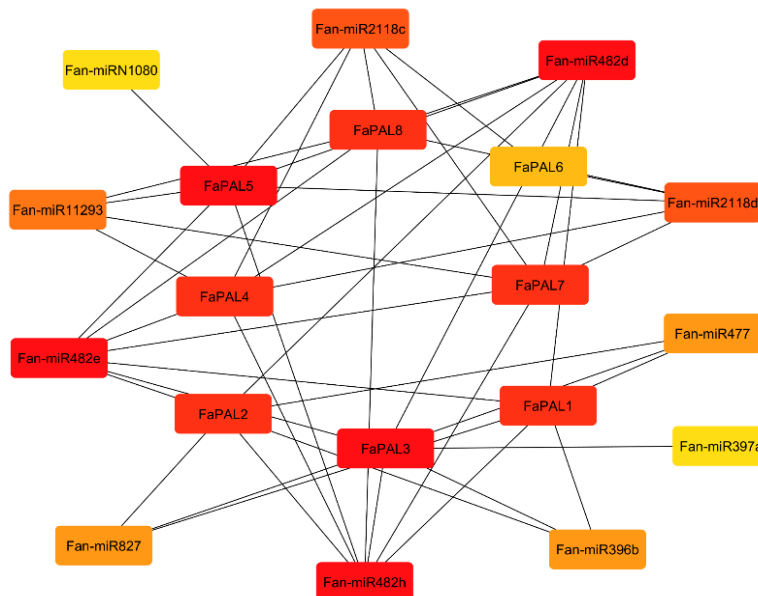 Fan-miR2118c
Fan-miR482d
Fan-miRN1080
FaPAL8
FaPAL6
FaPAL5
Fan-miR11293
Fan-miR2118d
FaPAL4
FaPAL7
Fan-miR477
Fan-miR482e
FaPAL2
FaPAL1
FaPAL3
Fan-miR397a
Fan-miR827
Fan-miR396b
Fan-miR482h